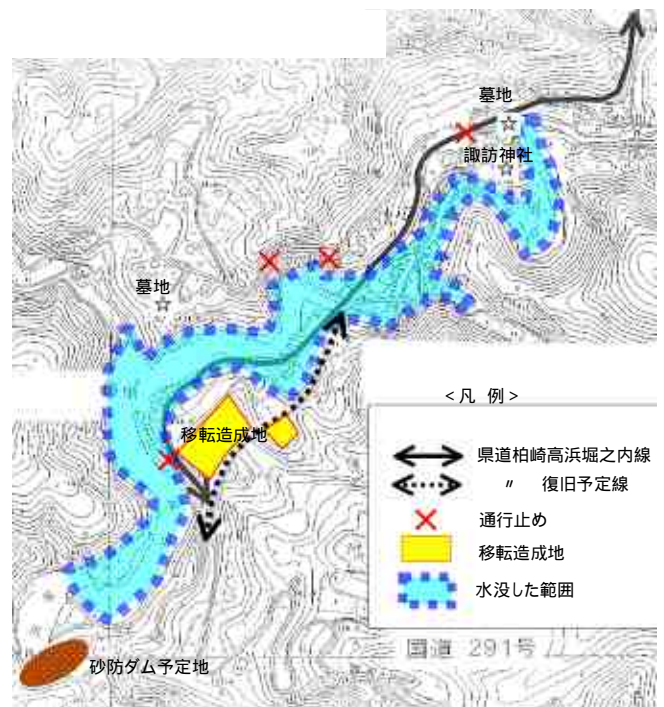 墓地
諏訪神社
墓地
移転造成地
<凡 例>
県道柏崎高浜堀之内線
〃 復旧予定線
通行止め
移転造成地
水没した範囲
国道 291号
砂防ダム予定地